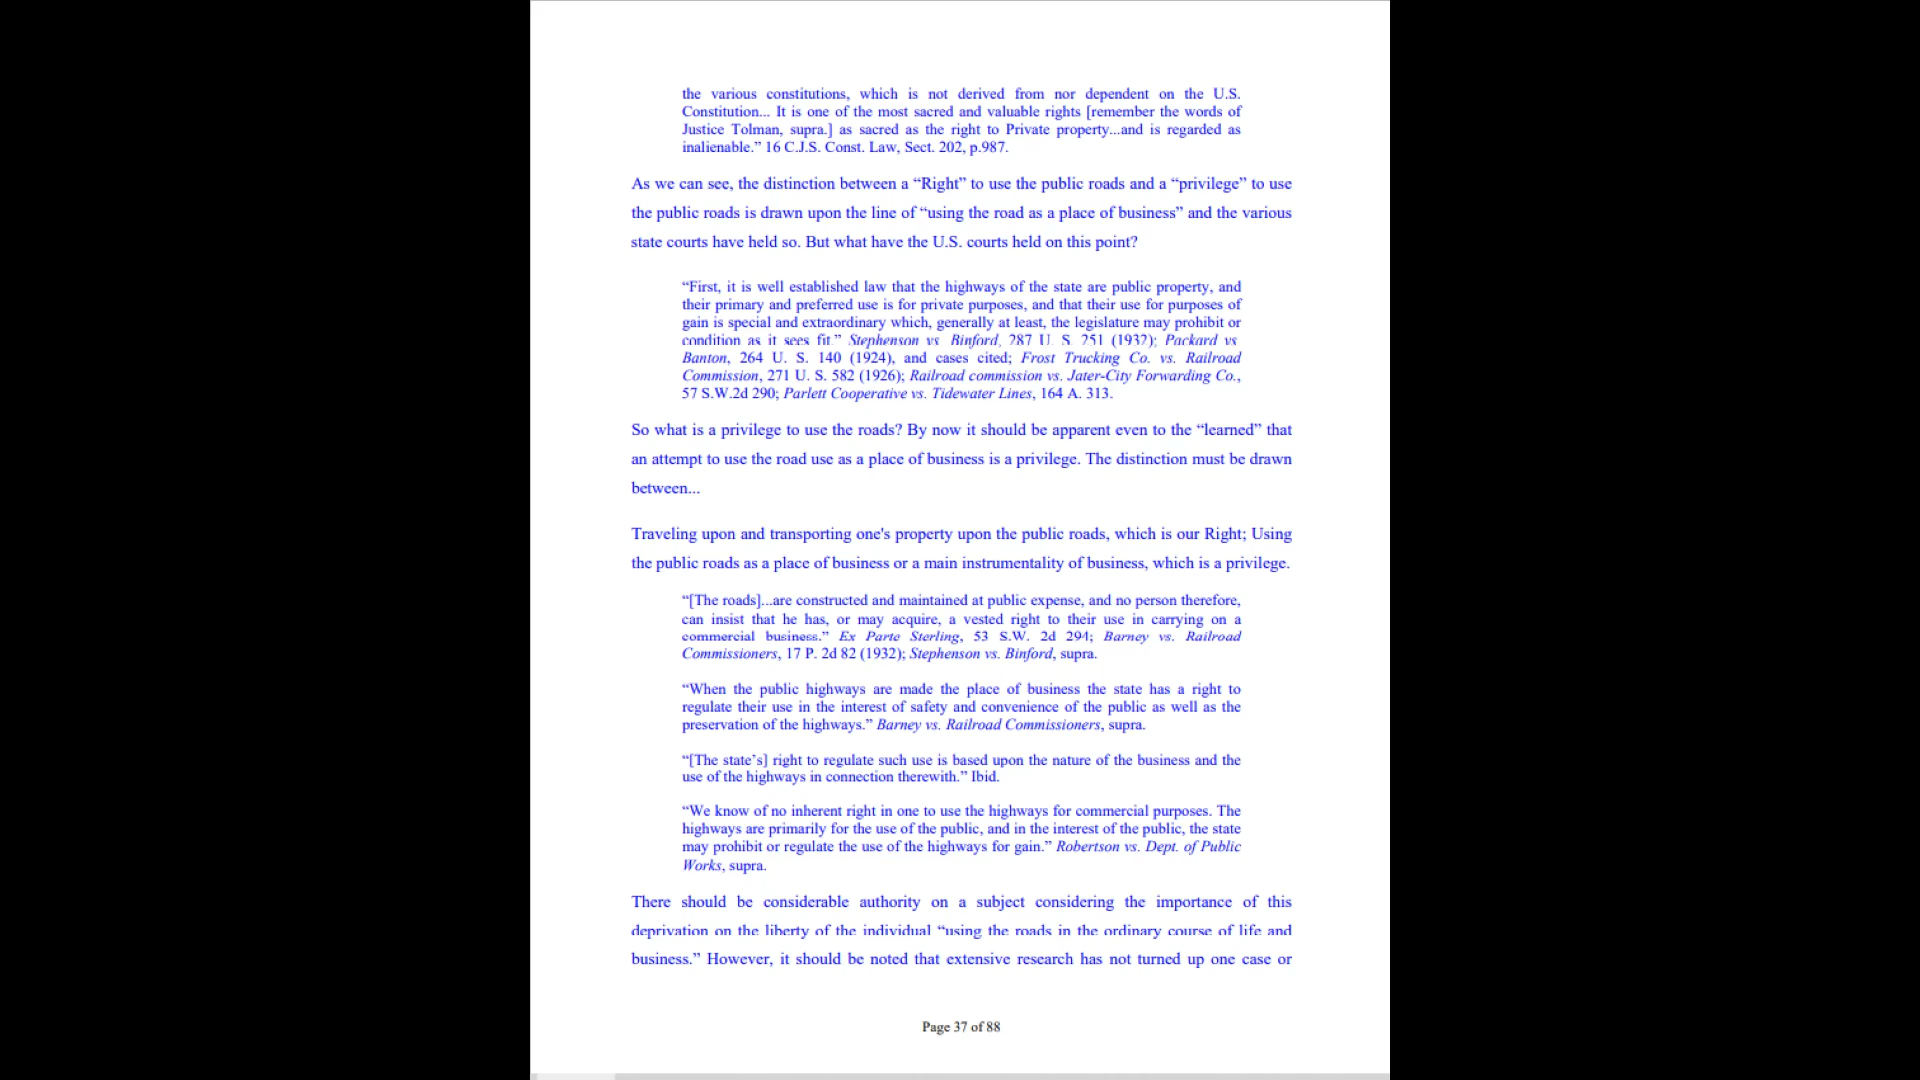 the various constitutions, which is not derived from nor dependent on the U.S.
Constitution... It is one of the most sacred and valuable rights [remember the words of
Justice Tolman, supra.] as sacred as the right to Private property...and is regarded as
inalienable.” 16 C.J.S. Const. Law, Sect. 202, p.987.
As we can see, the distinction between a “Right” to use the public roads and a “privilege” to use
the public roads is drawn upon the line of “using the road as a place of business” and the various
state courts have held so. But what have the U.S. courts held on this point?
“First, it is well established law that the highways of the state are public property, and
their primary and preferred use is for private purposes, and that their use for purposes of
gain is special and extraordinary which, generally at least, the legislature may prohibit or
condition as it sees fit.” Stephenson vs. Binford, 287 U. S. 251 (1932); Packard vs.
Banton, 264 U. S. 140 (1924), and cases cited; Frost Trucking Co. vs. Railroad
Commission, 271 U. S. 582 (1926); Railroad commission vs. Jater-City Forwarding Co.,
57 S.W.2d 290; Parlett Cooperative vs. Tidewater Lines, 164 A. 313.
So what is a privilege to use the roads? By now it should be apparent even to the “learned” that
an attempt to use the road use as a place of business is a privilege. The distinction must be drawn
between...
Traveling upon and transporting one's property upon the public roads, which is our Right; Using
the public roads as a place of business or a main instrumentality of business, which is a privilege.
“[The roads]...are constructed and maintained at public expense, and no person therefore,
can insist that he has, or may acquire, a vested right to their use in carrying on a
commercial business.” Ex Parte Sterling, 53 S.W. 2d 294; Barney vs. Railroad
Commissioners, 17 P. 2d 82 (1932); Stephenson vs. Binford, supra.
“When the public highways are made the place of business the state has a right to
regulate their use in the interest of safety and convenience of the public as well as the
preservation of the highways.” Barney vs. Railroad Commissioners, supra.
“[The state’s] right to regulate such use is based upon the nature of the business and the
use of the highways in connection therewith.” Ibid.
“We know of no inherent right in one to use the highways for commercial purposes. The
highways are primarily for the use of the public, and in the interest of the public, the state
may prohibit or regulate the use of the highways for gain.” Robertson vs. Dept. of Public
Works, supra.
There should be considerable authority on a subject considering the importance of this
deprivation on the liberty of the individual “using the roads in the ordinary course of life and
business.” However, it should be noted that extensive research has not turned up one case or
Page 37 of 88